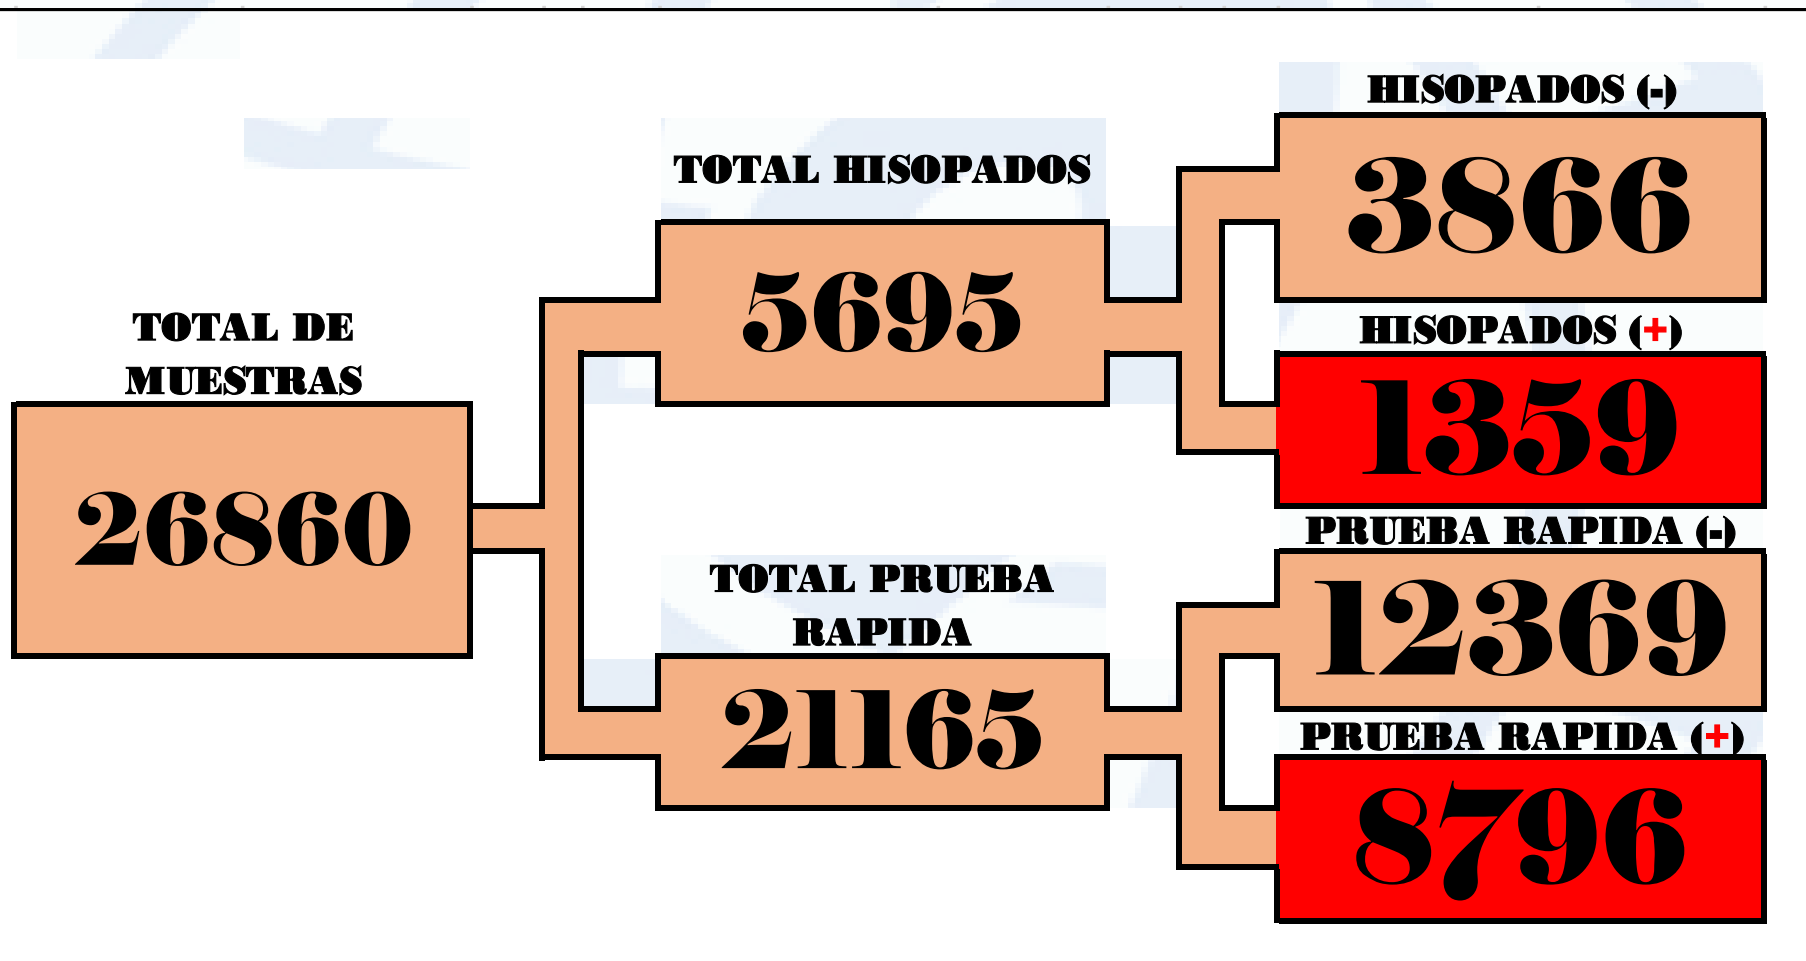 TOTAL DE
MUESTRAS
26860
TOTAL HISOPADOS
5695
TOTAL PRUEBA
RAPIDA
21165
HISOPADOS (-)
3866
HISOPADOS (+)
1359
PRUEBA RAPIDA (-)
12369
PRUEBA RAPIDA (+)
8796